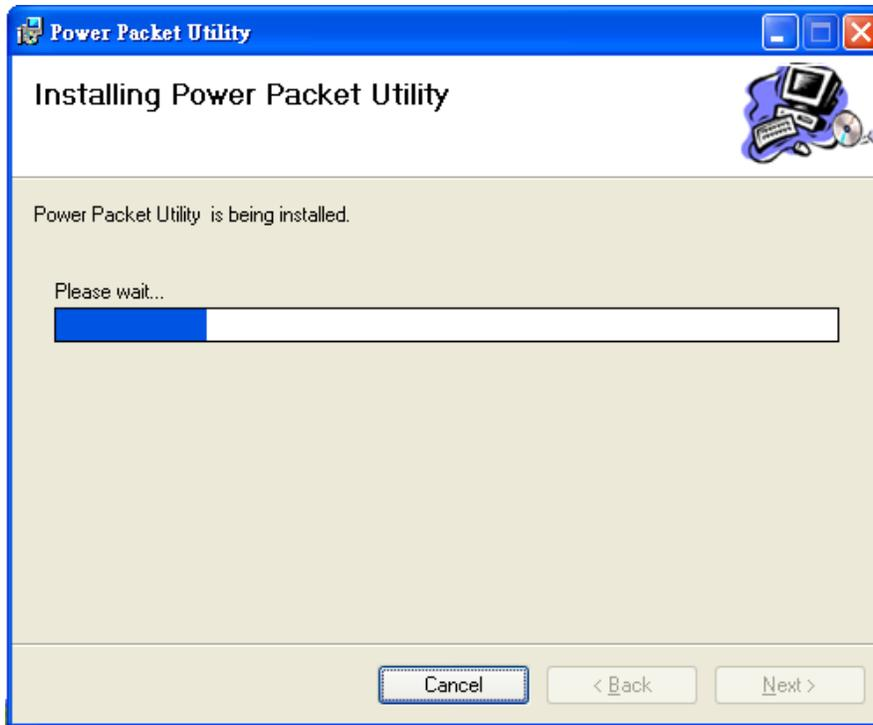 Power Packet Utility
Installing Power Packet Utility
Power Packet Utility  is being installed.
Please wait...
Cancel
< Back
Next >